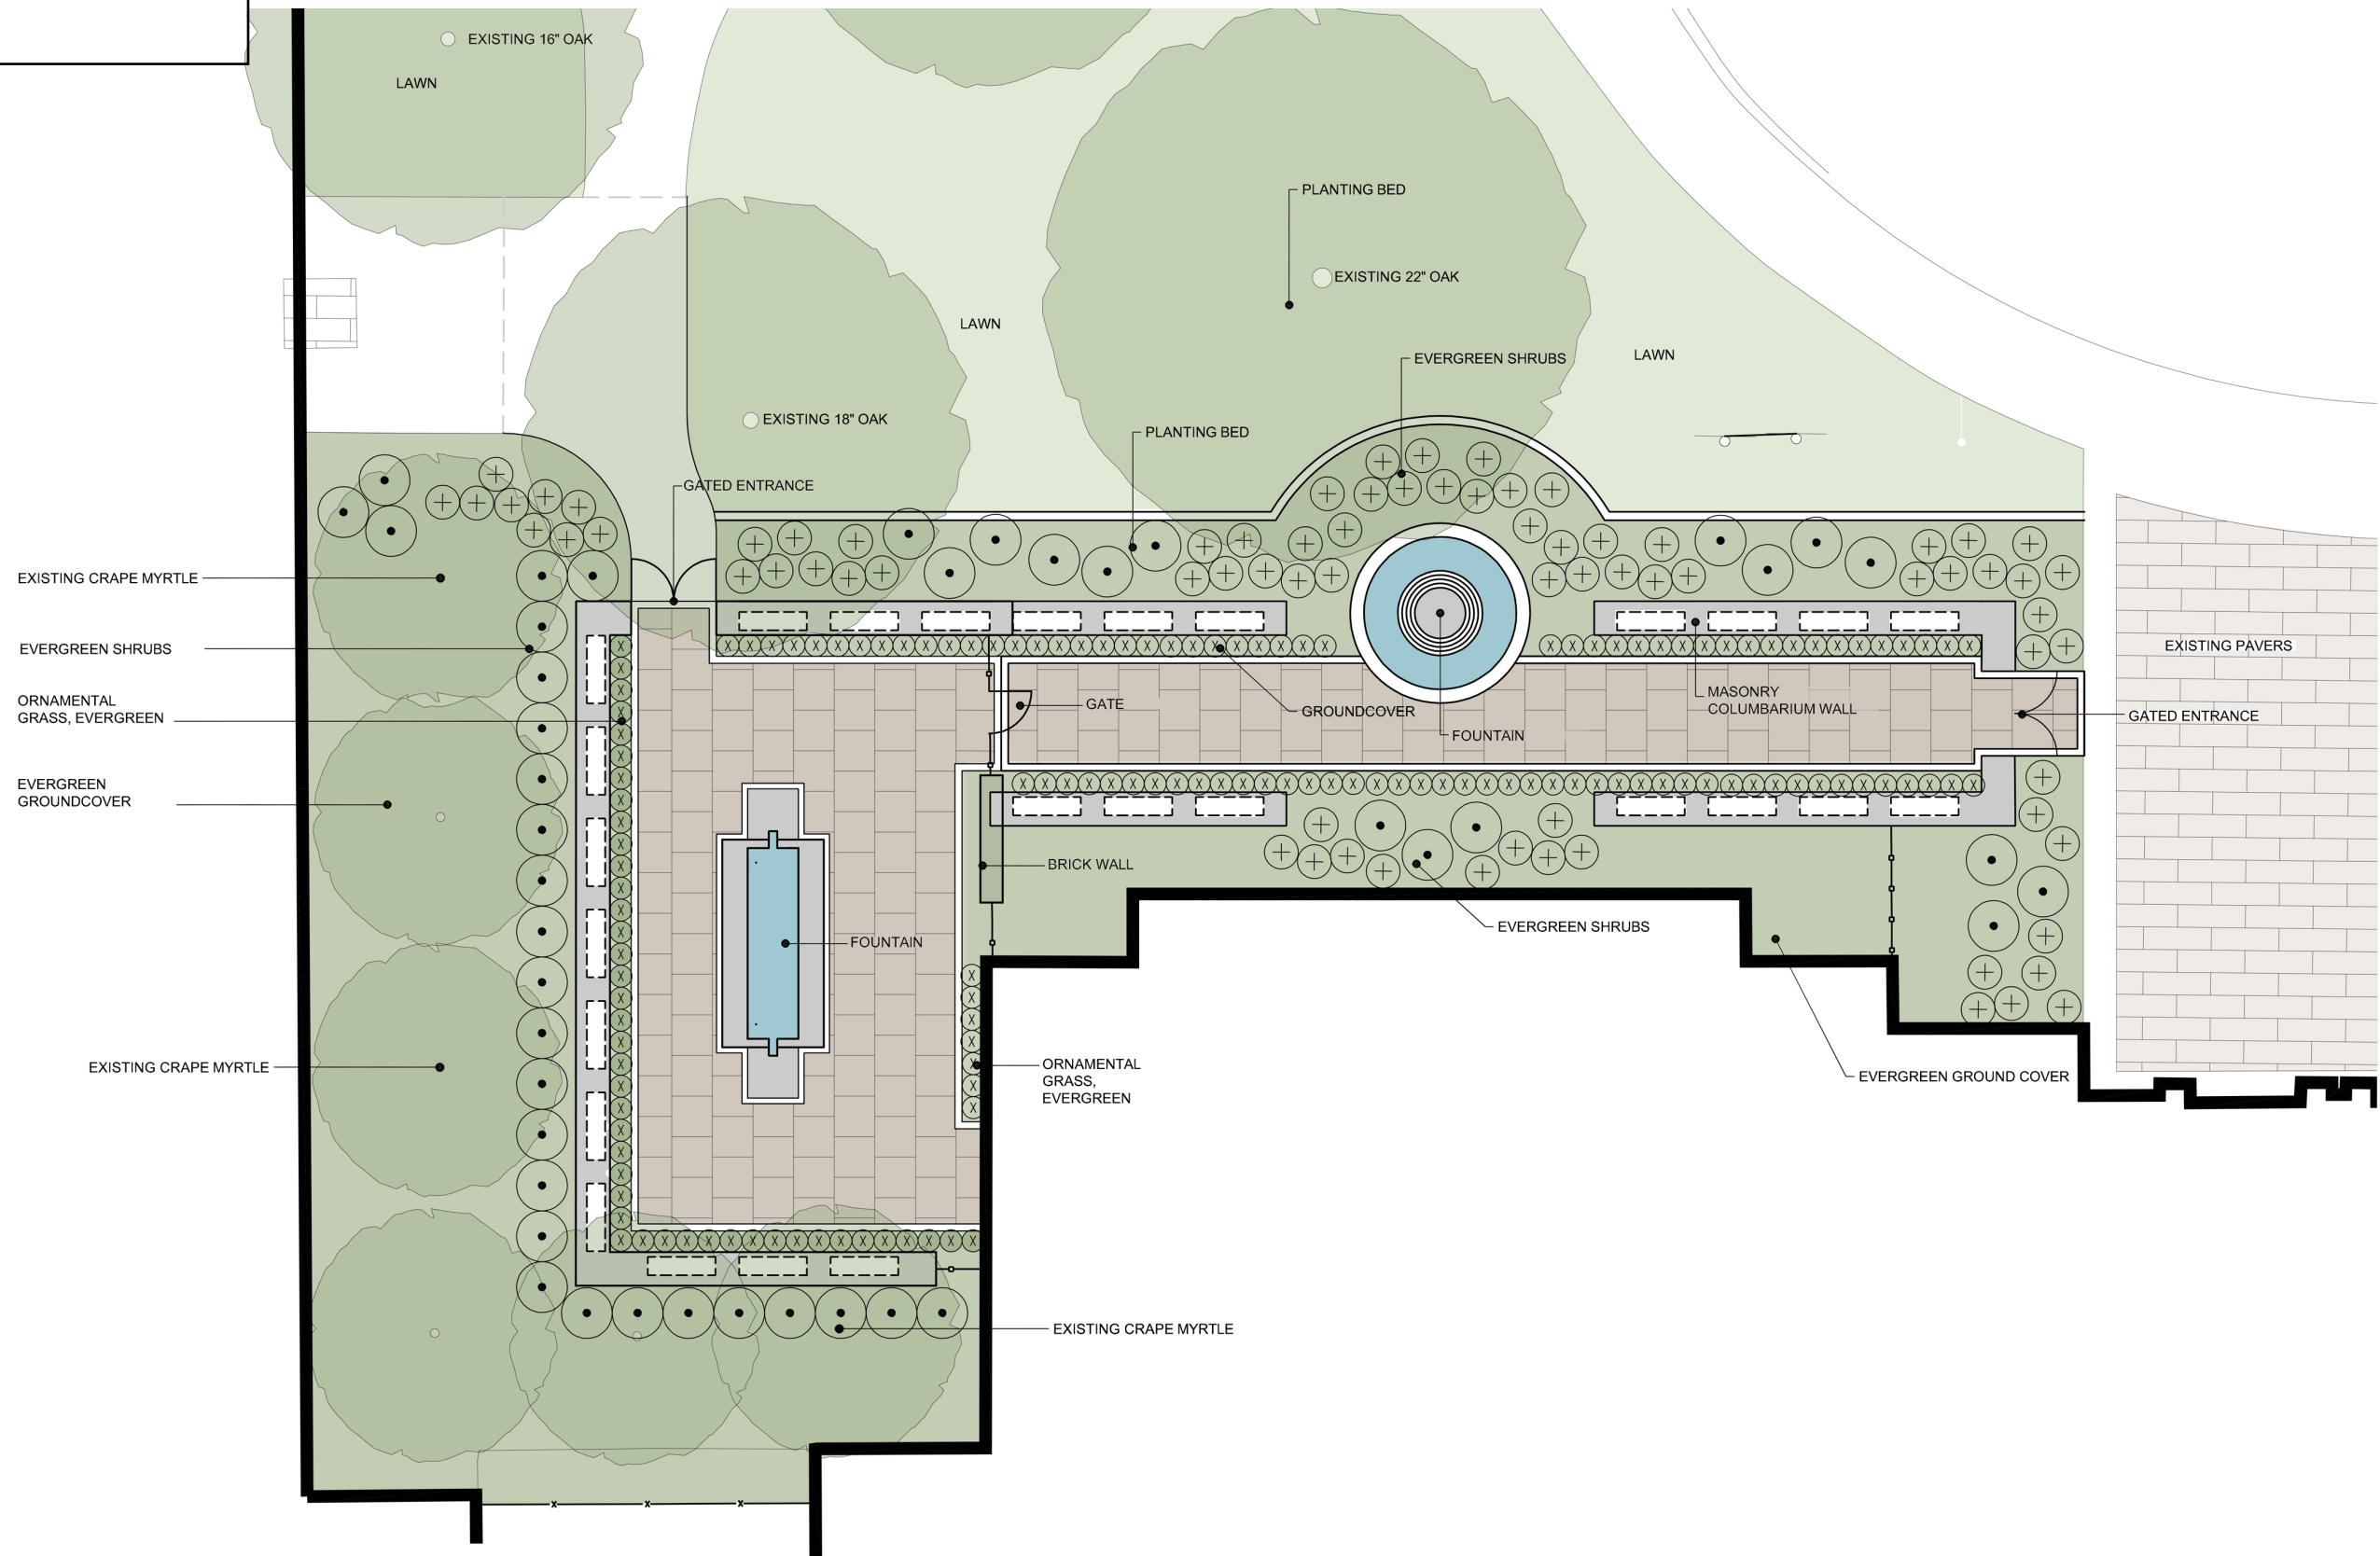 EXISTING 16" OAK
LAWN
PLANTING BED
EXISTING 22" OAK
LAWN
LAWN
EVERGREEN SHRUBS
EXISTING 18" OAK
PLANTING BED
GATED ENTRANCE
EXISTING CRAPE MYRTLE
EVERGREEN SHRUBS
EXISTING PAVERS
ORNAMENTAL
GRASS, EVERGREEN
GATE
GROUNDCOVER
MASONRY
COLUMBARIUM WALL
GATED ENTRANCE
FOUNTAIN
EVERGREEN
GROUNDCOVER
BRICK WALL
EVERGREEN SHRUBS
FOUNTAIN
EXISTING CRAPE MYRTLE
ORNAMENTAL
GRASS,
EVERGREEN
EVERGREEN GROUND COVER
EXISTING CRAPE MYRTLE